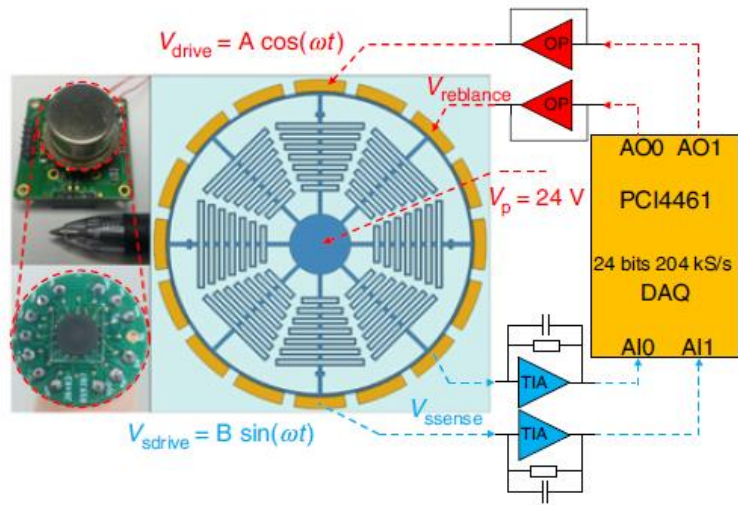 V_drive = A cos(ωt)
OP
V_reblance
OP
AO0 AO1
V_p = 24 V
PCI4461
24 bits 204 kS/s
DAQ
AI0 AI1
TIA
V_ssense
V_sdrive = B sin(ωt)
TIA